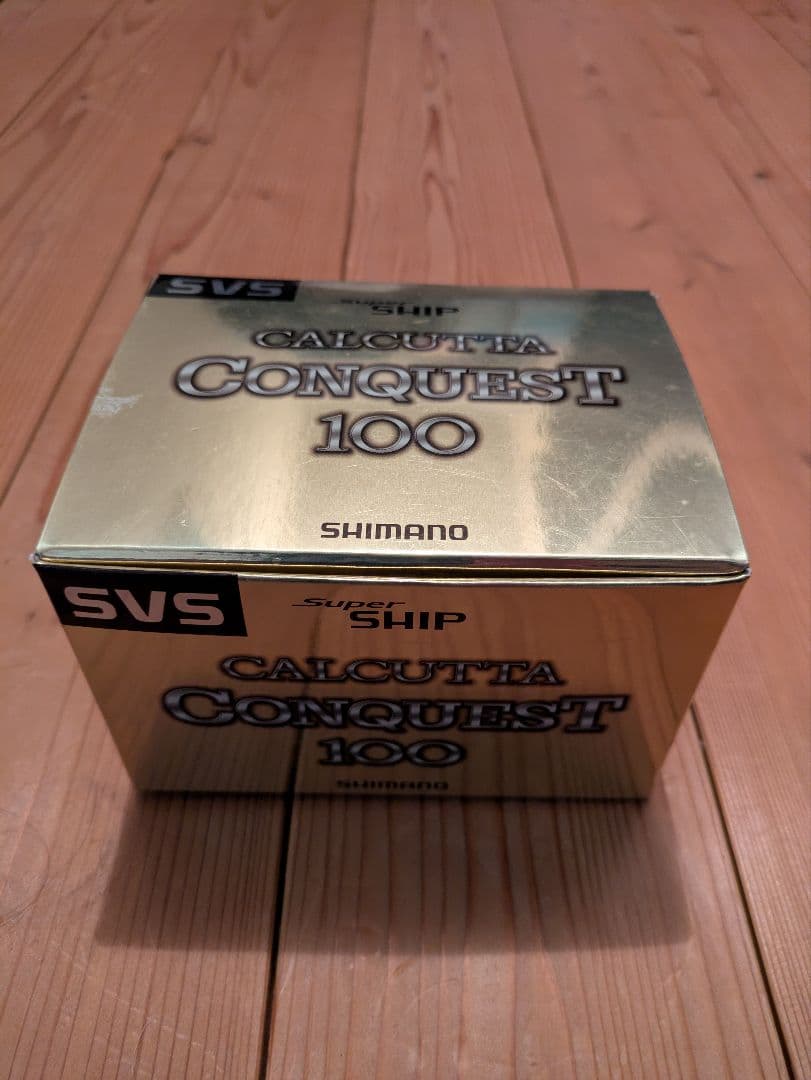 SVS
Super
SHIP
CALCUTTA
CONQUEST
100
SHIMANO
SVS
Super
SHIP
CALCUTTA
CONQUEST
100
SHIMANO